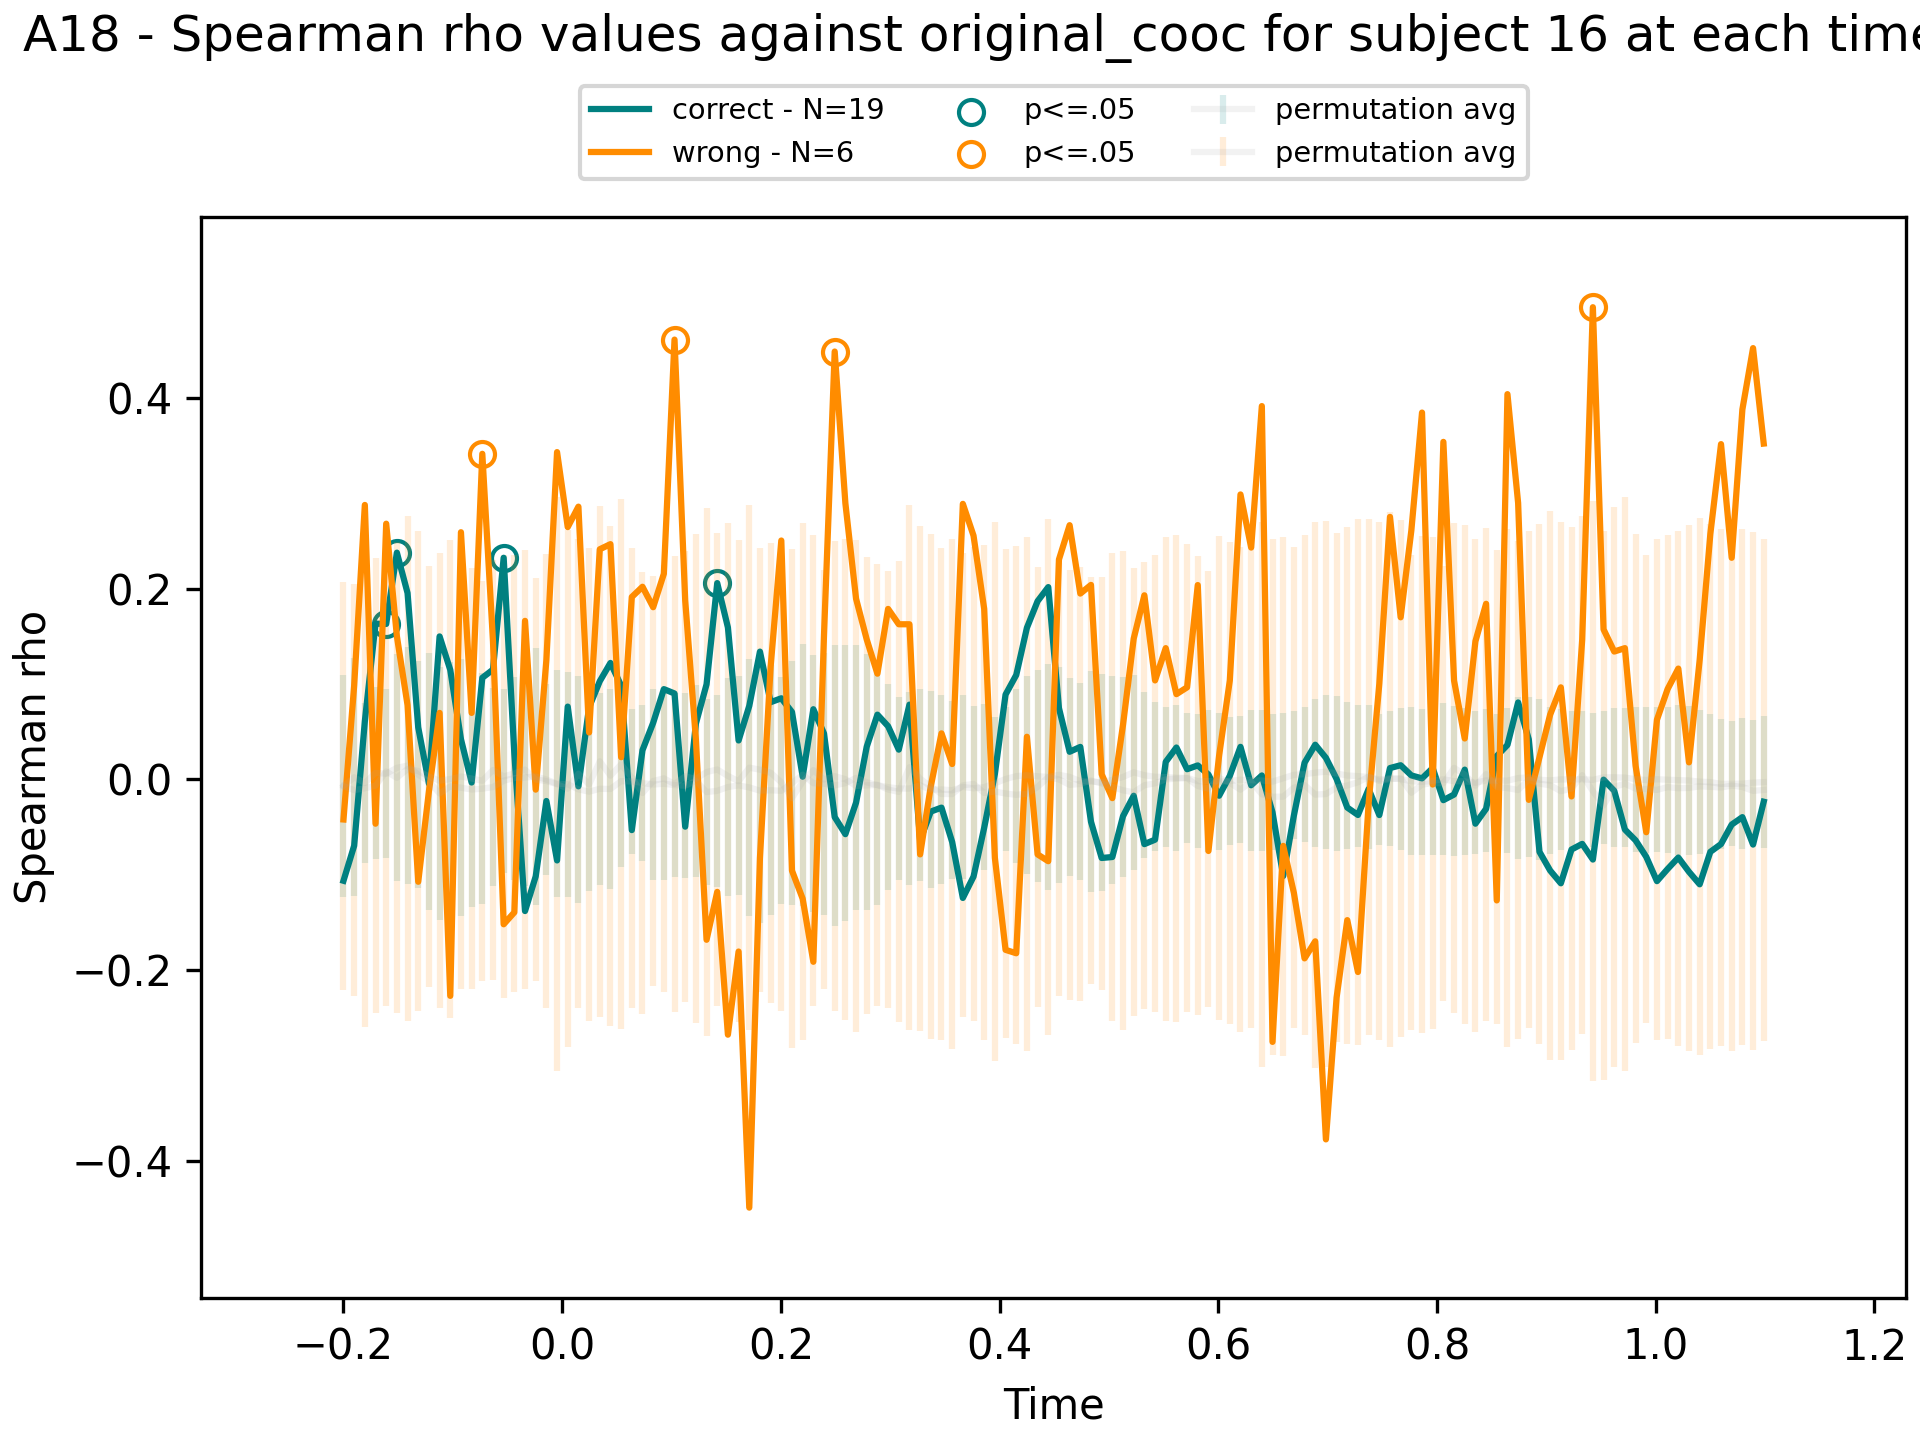 A18 - Spearman rho values against original_cooc for subject 16 at each time
correct - N=19 p<=.05 permutation avg
wrong - N=6 p<=.05 permutation avg
Spearman rho
0.4
0.2
0.0
−0.2
−0.4
−0.2 0.0 0.2 0.4 0.6 0.8 1.0 1.2
Time